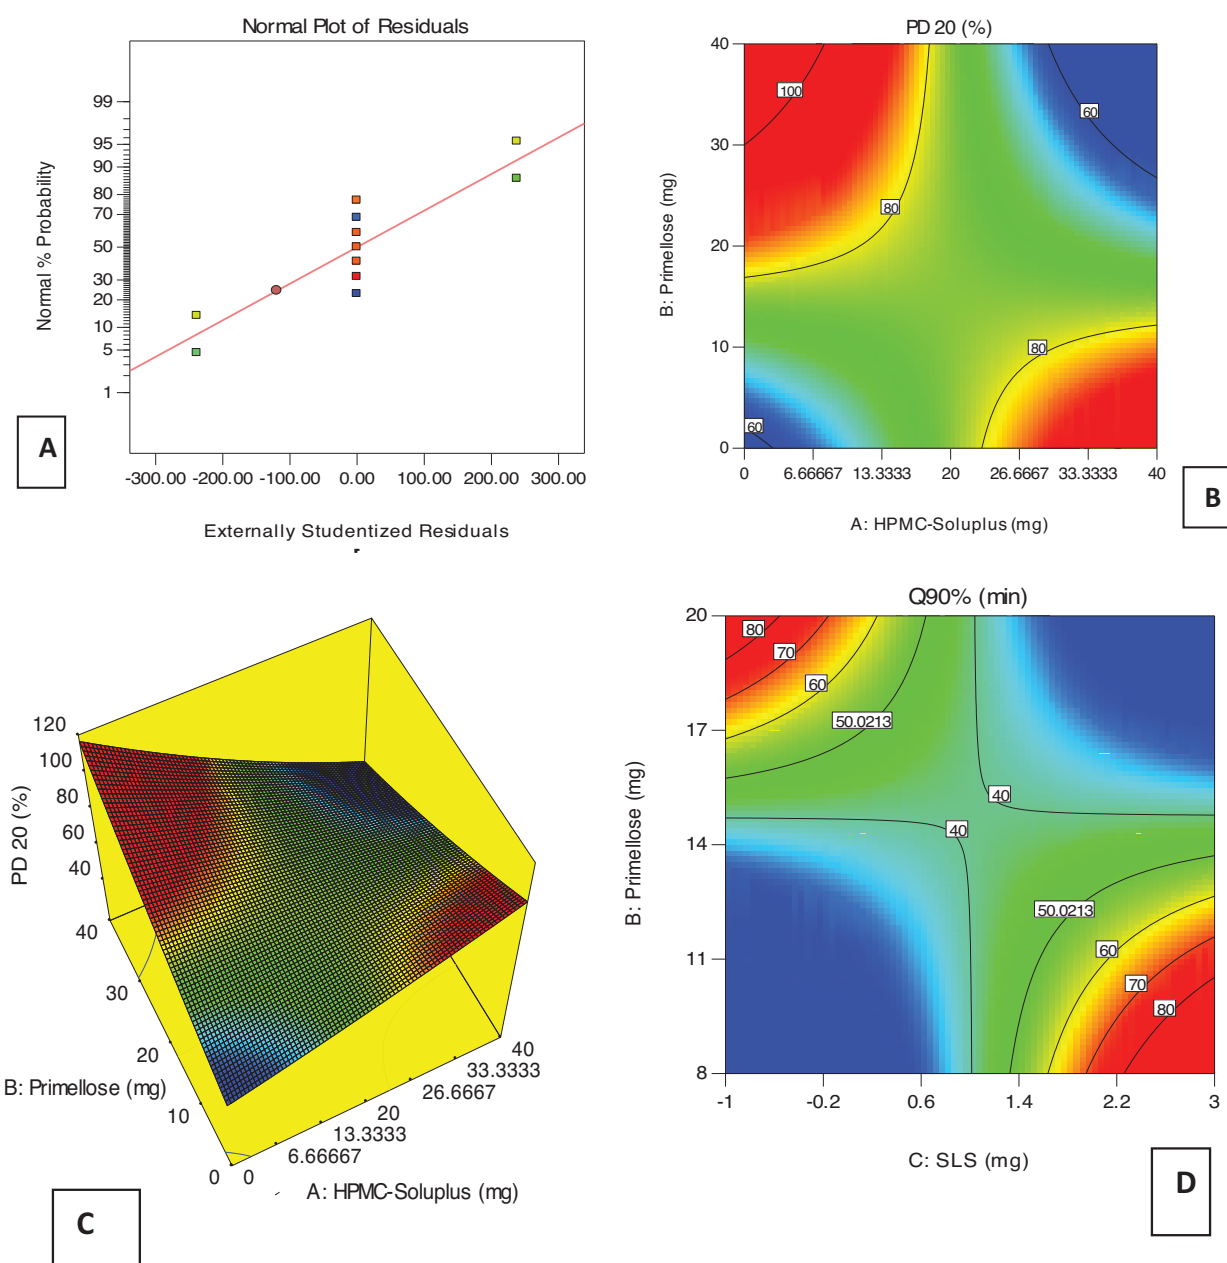 Normal Plot of Residuals
Normal % Probability
99
95
90
80
70
50
30
20
10
5
1
-300.00 -200.00 -100.00 0.00 100.00 200.00 300.00
Externally Studentized Residuals
A
PD 20 (%)
B: Primellose (mg)
40
30
20
10
0
100
60
80
80
60
0 6.66667 13.3333 20 26.6667 33.3333 40
A: HPMC-Soluplus (mg)
B
PD 20 (%)
120
100
80
60
40
40
30
20
10
0
B: Primellose (mg)
0
6.66667
13.3333
20
26.6667
33.3333
40
A: HPMC-Soluplus (mg)
C
Q90% (min)
B: Primellose (mg)
20
17
14
11
8
80
70
60
50.0213
40
40
50.0213
60
70
80
-1 -0.2 0.6 1.4 2.2 3
C: SLS (mg)
D